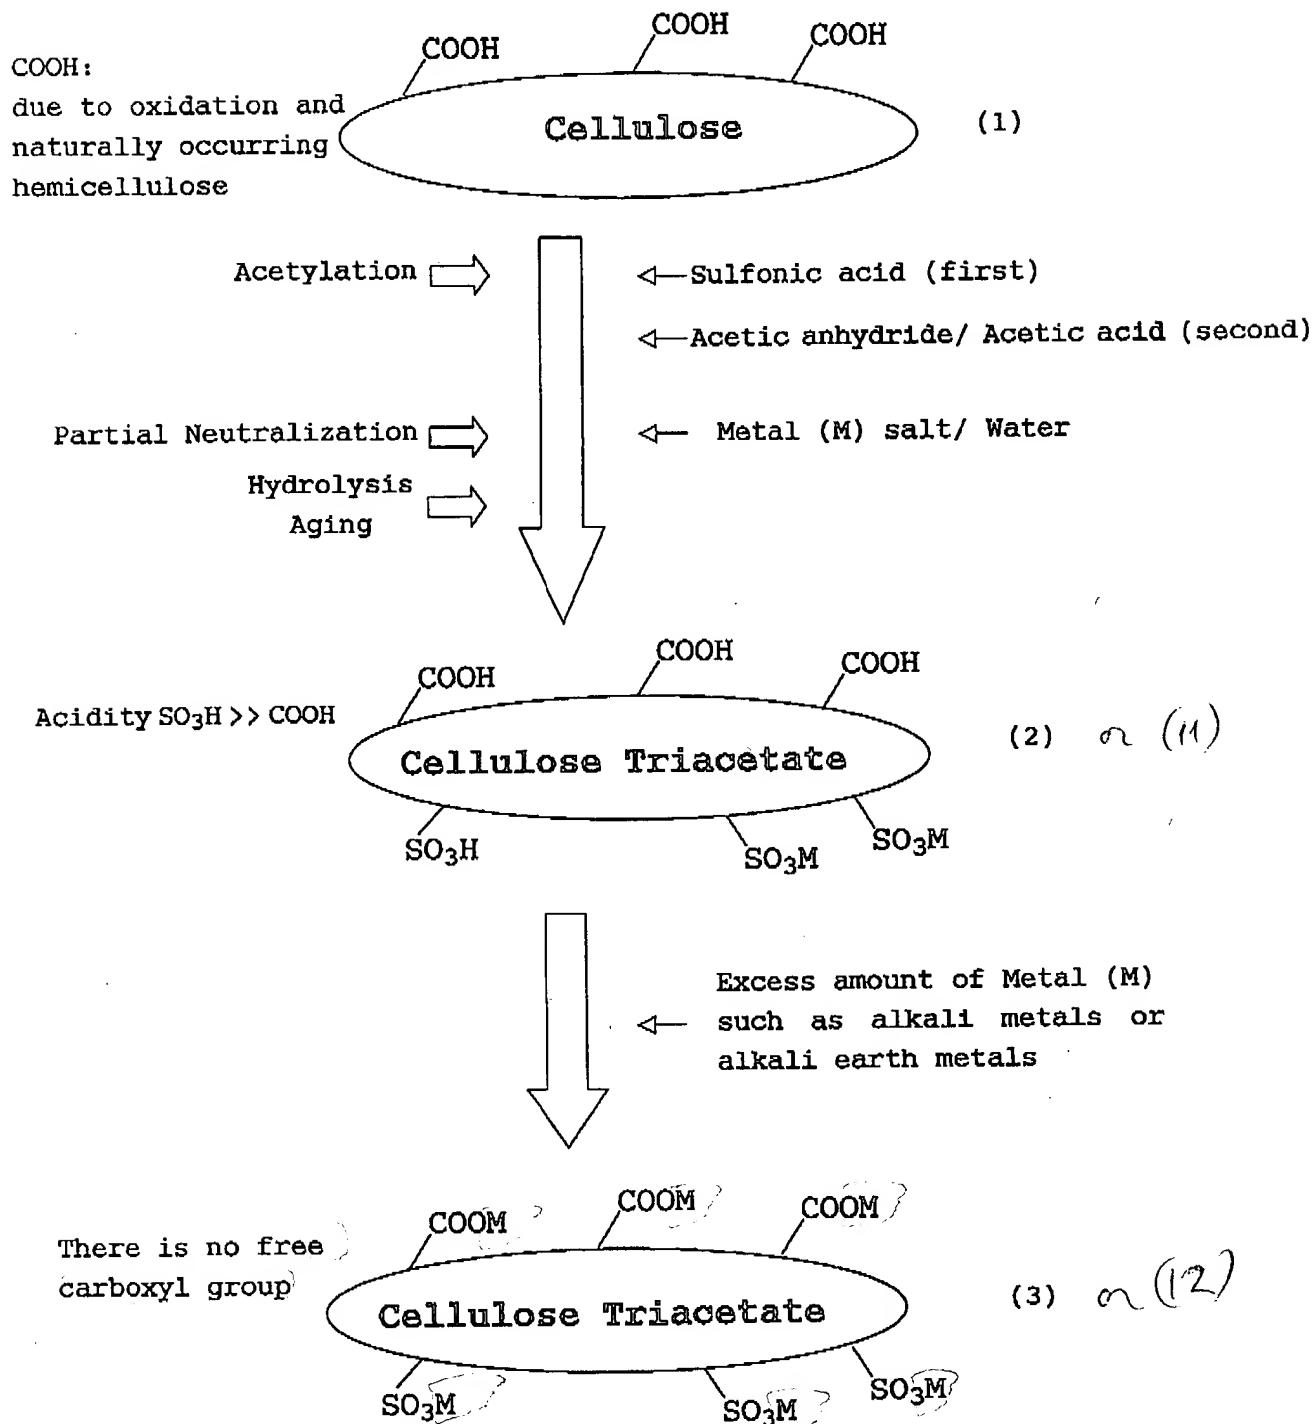 COOH:
due to oxidation and
naturally occurring
hemicellulose
COOH
COOH
COOH
Cellulose
(1)
Acetylation
Sulfonic acid (first)
Acetic anhydride/ Acetic acid (second)
Partial Neutralization
Metal (M) salt/ Water
Hydrolysis
Aging
Acidity SO₃H >> COOH
COOH
COOH
COOH
Cellulose Triacetate
(2) or (11)
SO₃H
SO₃M
SO₃M
Excess amount of Metal (M)
such as alkali metals or
alkali earth metals
There is no free
carboxyl group
COOM
COOM
COOM
Cellulose Triacetate
(3) or (12)
SO₃M
SO₃M
SO₃M